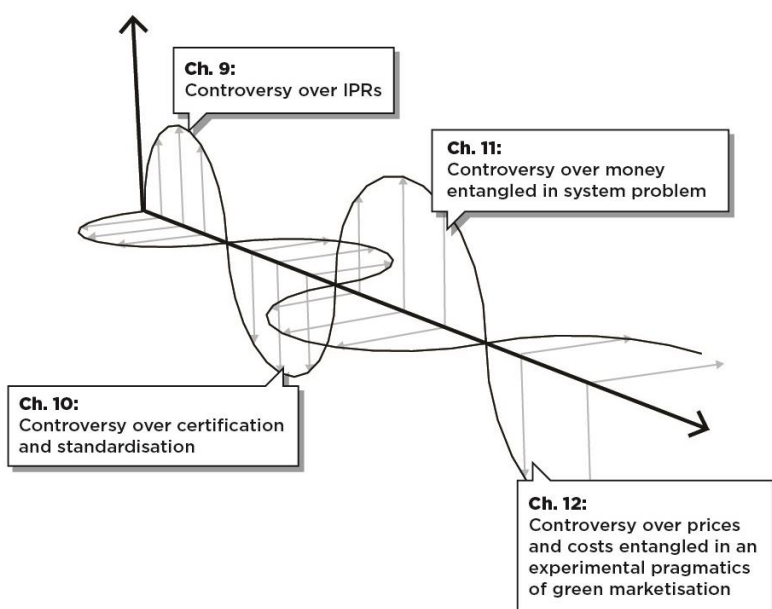 Ch. 9:
Controversy over IPRs
Ch. 11:
Controversy over money
entangled in system problem
Ch. 10:
Controversy over certification
and standardisation
Ch. 12:
Controversy over prices
and costs entangled in an
experimental pragmatics
of green marketisation